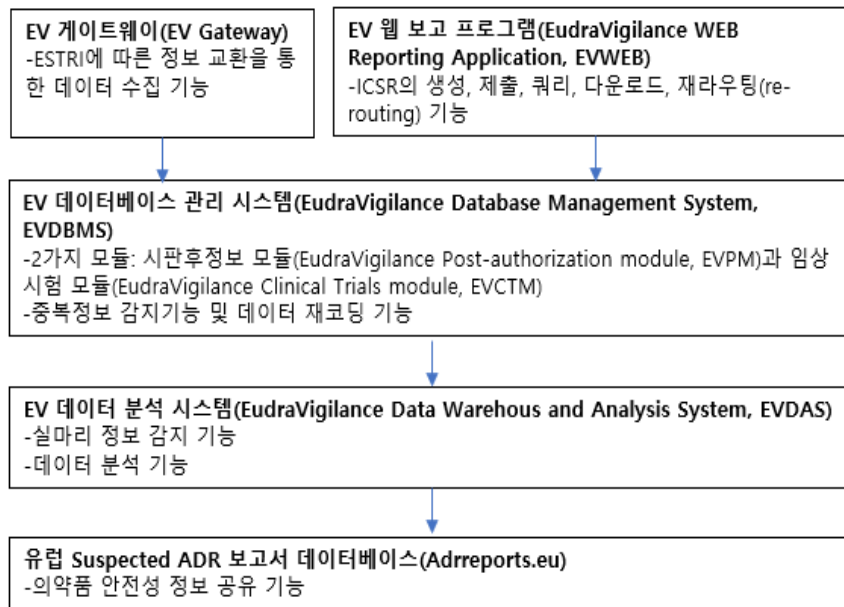 EV 게이트웨이(EV Gateway)
-ESTRI에 따른 정보 교환을 통
한 데이터 수집 기능
EV 웹 보고 프로그램(EudraVigilance WEB
Reporting Application, EVWEB)
-ICSR의 생성, 제출, 쿼리, 다운로드, 재라우팅(re-
routing) 기능
EV 데이터베이스 관리 시스템(EudraVigilance Database Management System,
EVDBMS)
-2가지 모듈: 시판후정보 모듈(EudraVigilance Post-authorization module, EVPM)과 임상
시험 모듈(EudraVigilance Clinical Trials module, EVCTM)
-중복정보 감지기능 및 데이터 재코딩 기능
EV 데이터 분석 시스템(EudraVigilance Data Warehous and Analysis System, EVDAS)
-실마리 정보 감지 기능
-데이터 분석 기능
유럽 Suspected ADR 보고서 데이터베이스(Adrreports.eu)
-의약품 안전성 정보 공유 기능